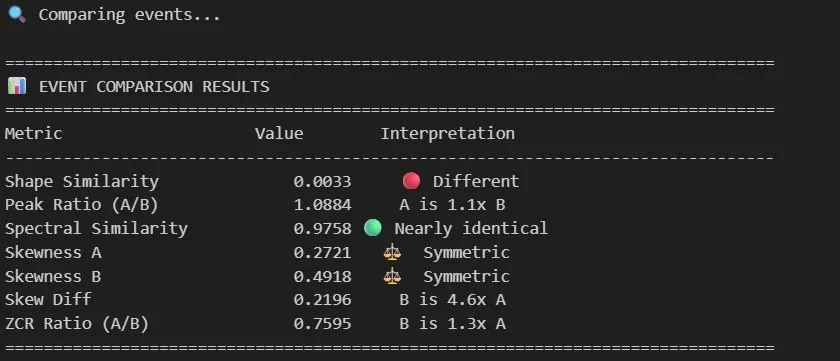 🔍 Comparing events...
================================================================================
📊 EVENT COMPARISON RESULTS
================================================================================
Metric                    Value        Interpretation
--------------------------------------------------------------------------------
Shape Similarity              0.0033     🔴 Different
Peak Ratio (A/B)              1.0884     A is 1.1x B
Spectral Similarity           0.9758 🟢 Nearly identical
Skewness A                    0.2721   ⚖️  Symmetric
Skewness B                    0.4918   ⚖️  Symmetric
Skew Diff                     0.2196     B is 4.6x A
ZCR Ratio (A/B)               0.7595     B is 1.3x A
================================================================================